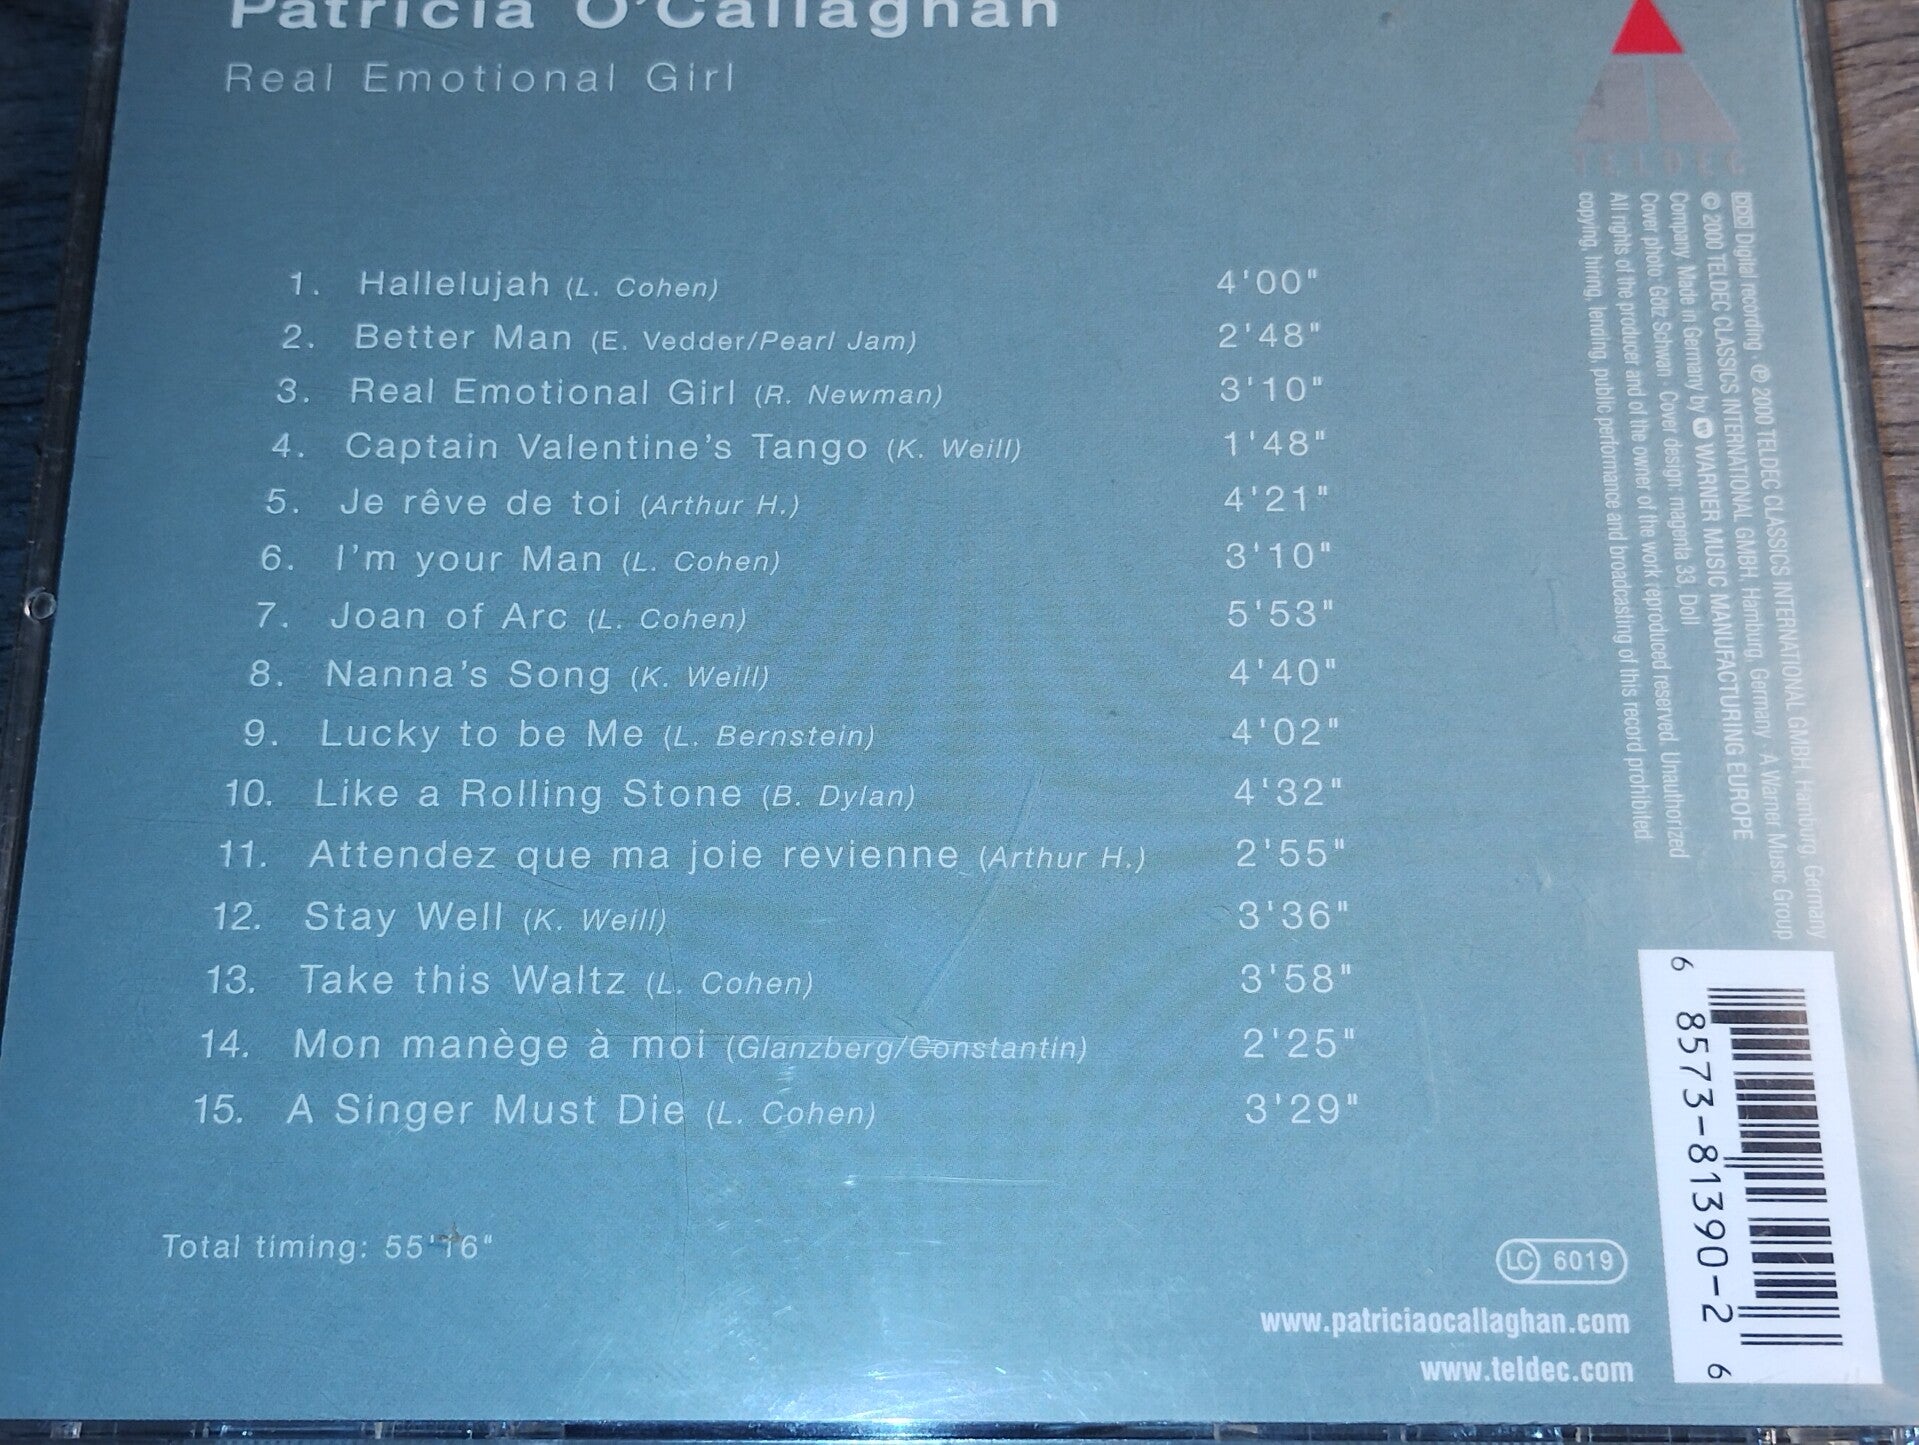 Patricia O'Callaghan
Real Emotional Girl
1. Hallelujah (L. Cohen) 4'00"
2. Better Man (E. Vedder/Pearl Jam) 2'48"
3. Real Emotional Girl (R. Newman) 3'10"
4. Captain Valentine's Tango (K. Weill) 1'48"
5. Je rêve de toi (Arthur H.) 4'21"
6. I'm your Man (L. Cohen) 3'10"
7. Joan of Arc (L. Cohen) 5'53"
8. Nanna's Song (K. Weill) 4'40"
9. Lucky to be Me (L. Bernstein) 4'02"
10. Like a Rolling Stone (B. Dylan) 4'32"
11. Attendez que ma joie revienne (Arthur H.) 2'55"
12. Stay Well (K. Weill) 3'36"
13. Take this Waltz (L. Cohen) 3'58"
14. Mon manège à moi (Glanzberg/Constantin) 2'25"
15. A Singer Must Die (L. Cohen) 3'29"
Total timing: 55'16"
LC 6019
www.patriciaocallaghan.com
www.teldec.com
TELDEC
DDD Digital recording · ℗ 2000 TELDEC CLASSICS INTERNATIONAL GMBH, Hamburg, Germany
© 2000 TELDEC CLASSICS INTERNATIONAL GMBH, Hamburg, Germany · A Warner Music Group
Company. Made in Germany by WARNER MUSIC MANUFACTURING EUROPE
Cover photo: Götz Schwan · Cover design: magenta 33, Doll
All rights of the producer and of the owner of the work reproduced reserved. Unauthorized
copying, hiring, lending, public performance and broadcasting of this record prohibited.
6 8573-81390-2 6